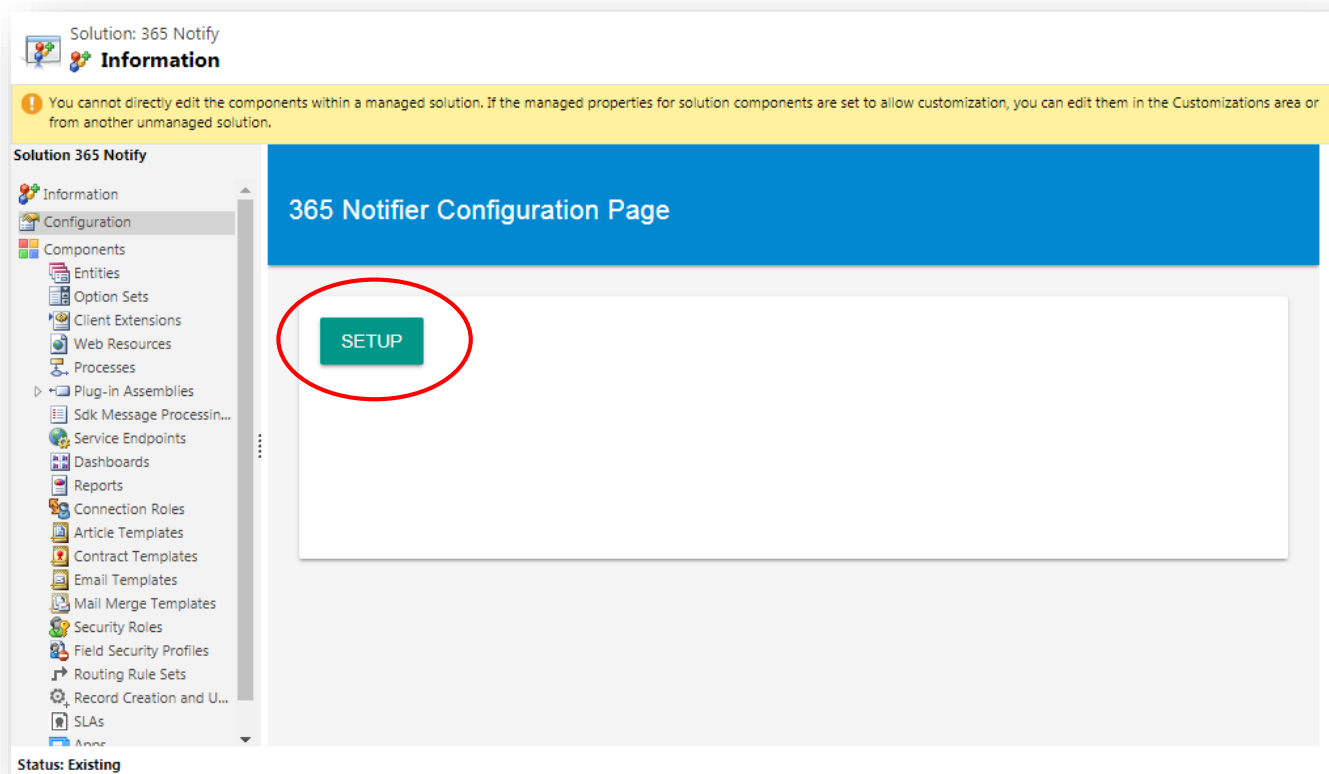 Solution: 365 Notify
Information
You cannot directly edit the components within a managed solution. If the managed properties for solution components are set to allow customization, you can edit them in the Customizations area or
from another unmanaged solution.
Solution 365 Notify
Information
Configuration
Components
Entities
Option Sets
Client Extensions
Web Resources
Processes
Plug-in Assemblies
Sdk Message Processin...
Service Endpoints
Dashboards
Reports
Connection Roles
Article Templates
Contract Templates
Email Templates
Mail Merge Templates
Security Roles
Field Security Profiles
Routing Rule Sets
Record Creation and U...
SLAs
Apps
365 Notifier Configuration Page
SETUP
Status: Existing